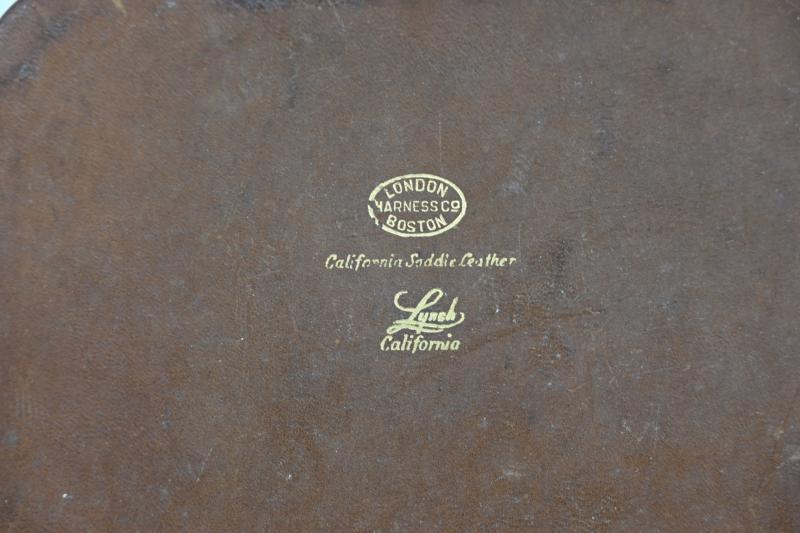 LONDON
HARNESS CO
BOSTON
California Saddle Leather
Lynch
California